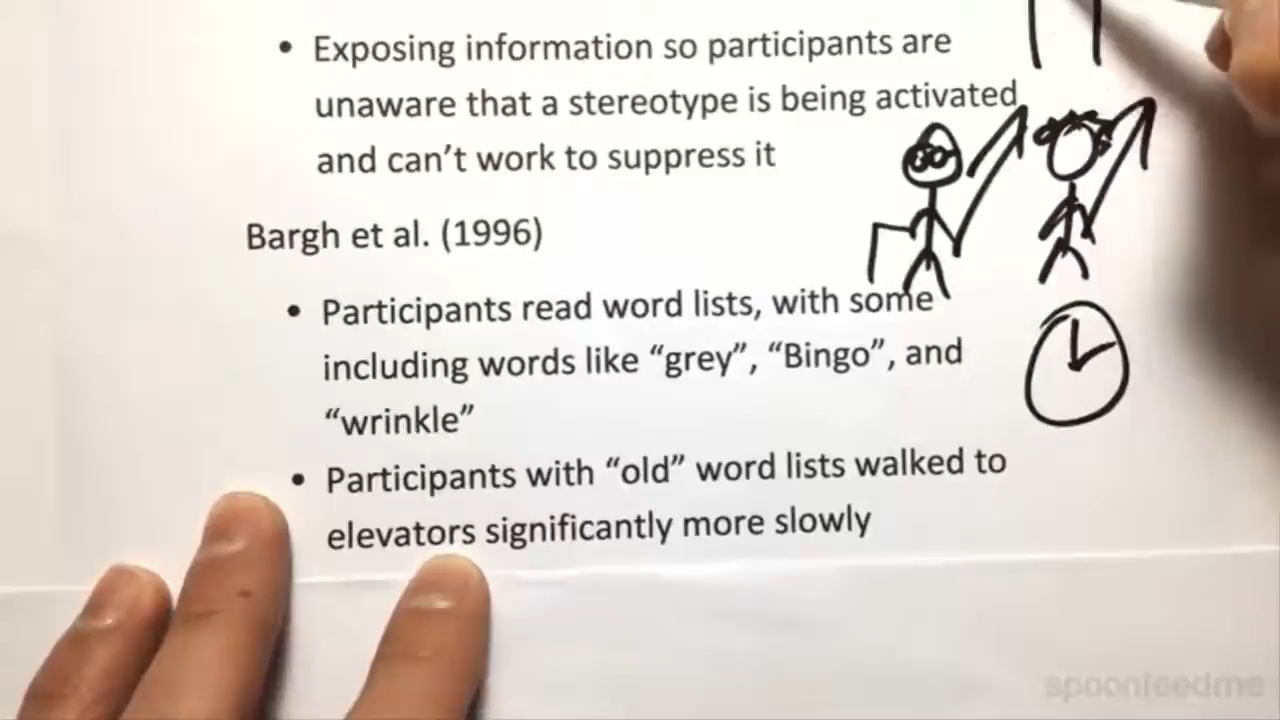 • Exposing information so participants are
unaware that a stereotype is being activated
and can’t work to suppress it
Bargh et al. (1996)
• Participants read word lists, with some
including words like “grey”, “Bingo”, and
“wrinkle”
• Participants with “old” word lists walked to
elevators significantly more slowly
spoonfeedme